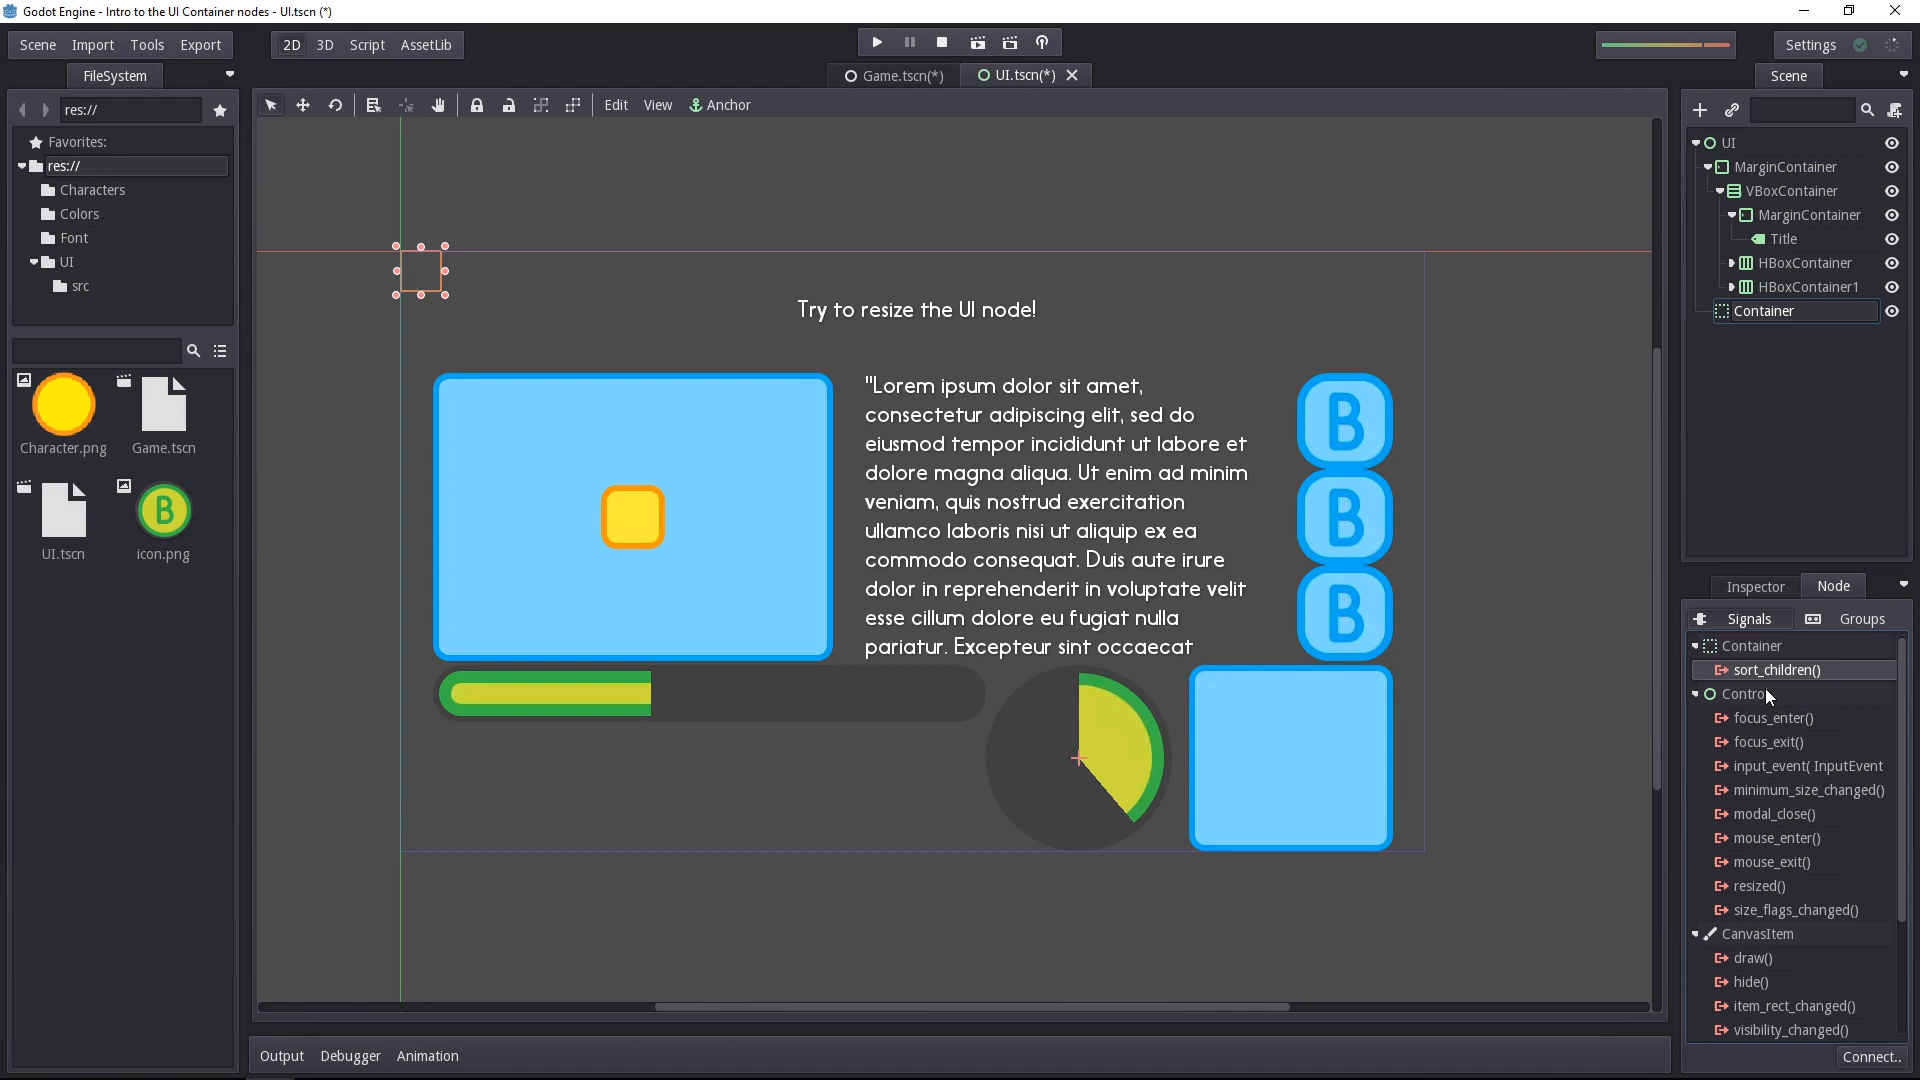 Godot Engine - Intro to the UI Container nodes - UI.tscn (*)
Scene Import Tools Export
2D 3D Script AssetLib
Settings
FileSystem
Game.tscn(*)
UI.tscn(*)
Scene
res://
Edit View Anchor
Favorites:
res://
Characters
Colors
Font
UI
src
Character.png
Game.tscn
B
UI.tscn
icon.png
Try to resize the UI node!
"Lorem ipsum dolor sit amet,
consectetur adipiscing elit, sed do
eiusmod tempor incididunt ut labore et
dolore magna aliqua. Ut enim ad minim
veniam, quis nostrud exercitation
ullamco laboris nisi ut aliquip ex ea
commodo consequat. Duis aute irure
dolor in reprehenderit in voluptate velit
esse cillum dolore eu fugiat nulla
pariatur. Excepteur sint occaecat
B
B
B
UI
MarginContainer
VBoxContainer
MarginContainer
Title
HBoxContainer
HBoxContainer1
Container
Inspector Node
Signals Groups
Container
sort_children()
Contro
focus_enter()
focus_exit()
input_event( InputEvent
minimum_size_changed()
modal_close()
mouse_enter()
mouse_exit()
resized()
size_flags_changed()
CanvasItem
draw()
hide()
item_rect_changed()
visibility_changed()
Connect..
Output Debugger Animation